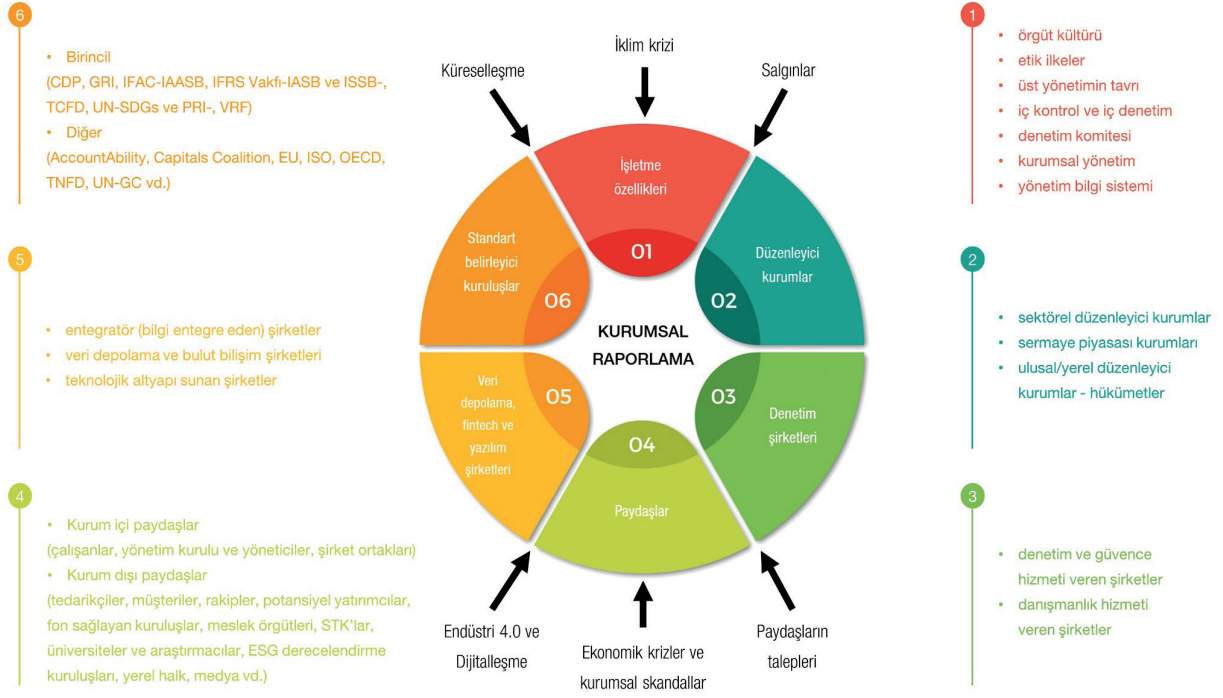 6
• Birincil
(CDP, GRI, IFAC-IAASB, IFRS Vakfı-IASB ve ISSB-,
TCFD, UN-SDGs ve PRI-, VRF)
• Diğer
(AccountAbility, Capitals Coalition, EU, ISO, OECD,
TNFD, UN-GC vd.)
5
• entegratör (bilgi entegre eden) şirketler
• veri depolama ve bulut bilişim şirketleri
• teknolojik altyapı sunan şirketler
4
• Kurum içi paydaşlar
(çalışanlar, yönetim kurulu ve yöneticiler, şirket ortakları)
• Kurum dışı paydaşlar
(tedarikçiler, müşteriler, rakipler, potansiyel yatırımcılar,
fon sağlayan kuruluşlar, meslek örgütleri, STK'lar,
üniversiteler ve araştırmacılar, ESG derecelendirme
kuruluşları, yerel halk, medya vd.)
Küreselleşme
İklim krizi
Salgınlar
İşletme
özellikleri
01
Düzenleyici
kurumlar
02
Denetim
şirketleri
03
Paydaşlar
04
Veri
depolama,
fintech ve
yazılım
şirketleri
05
Standart
belirleyici
kuruluşlar
06
KURUMSAL
RAPORLAMA
Endüstri 4.0 ve
Dijitalleşme
Ekonomik krizler ve
kurumsal skandallar
Paydaşların
talepleri
1
• örgüt kültürü
• etik ilkeler
• üst yönetimin tavrı
• iç kontrol ve iç denetim
• denetim komitesi
• kurumsal yönetim
• yönetim bilgi sistemi
2
• sektörel düzenleyici kurumlar
• sermaye piyasası kurumları
• ulusal/yerel düzenleyici
kurumlar - hükümetler
3
• denetim ve güvence
hizmeti veren şirketler
• danışmanlık hizmeti
veren şirketler